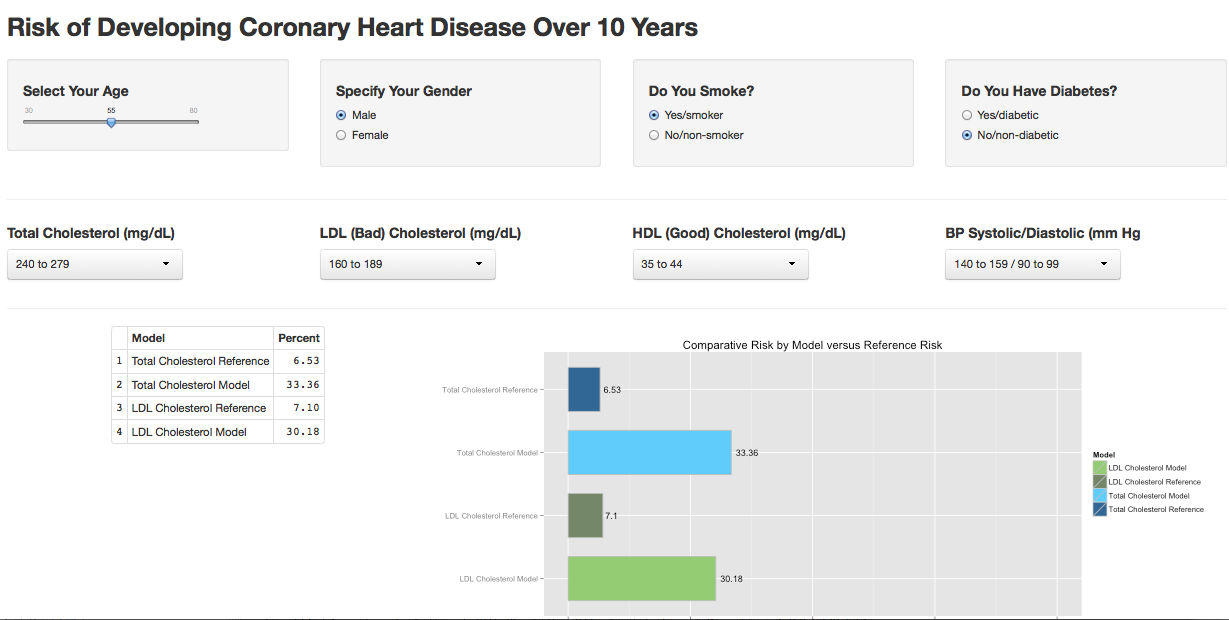 Risk of Developing Coronary Heart Disease Over 10 Years
Select Your Age
30 55 80
Specify Your Gender
Male
Female
Do You Smoke?
Yes/smoker
No/non-smoker
Do You Have Diabetes?
Yes/diabetic
No/non-diabetic
Total Cholesterol (mg/dL)
240 to 279
LDL (Bad) Cholesterol (mg/dL)
160 to 189
HDL (Good) Cholesterol (mg/dL)
35 to 44
BP Systolic/Diastolic (mm Hg
140 to 159 / 90 to 99
Model Percent
1 Total Cholesterol Reference 6.53
2 Total Cholesterol Model 33.36
3 LDL Cholesterol Reference 7.10
4 LDL Cholesterol Model 30.18
Comparative Risk by Model versus Reference Risk
Total Cholesterol Reference 6.53
Total Cholesterol Model 33.36
LDL Cholesterol Reference 7.1
LDL Cholesterol Model 30.18
Model
LDL Cholesterol Model
LDL Cholesterol Reference
Total Cholesterol Model
Total Cholesterol Reference